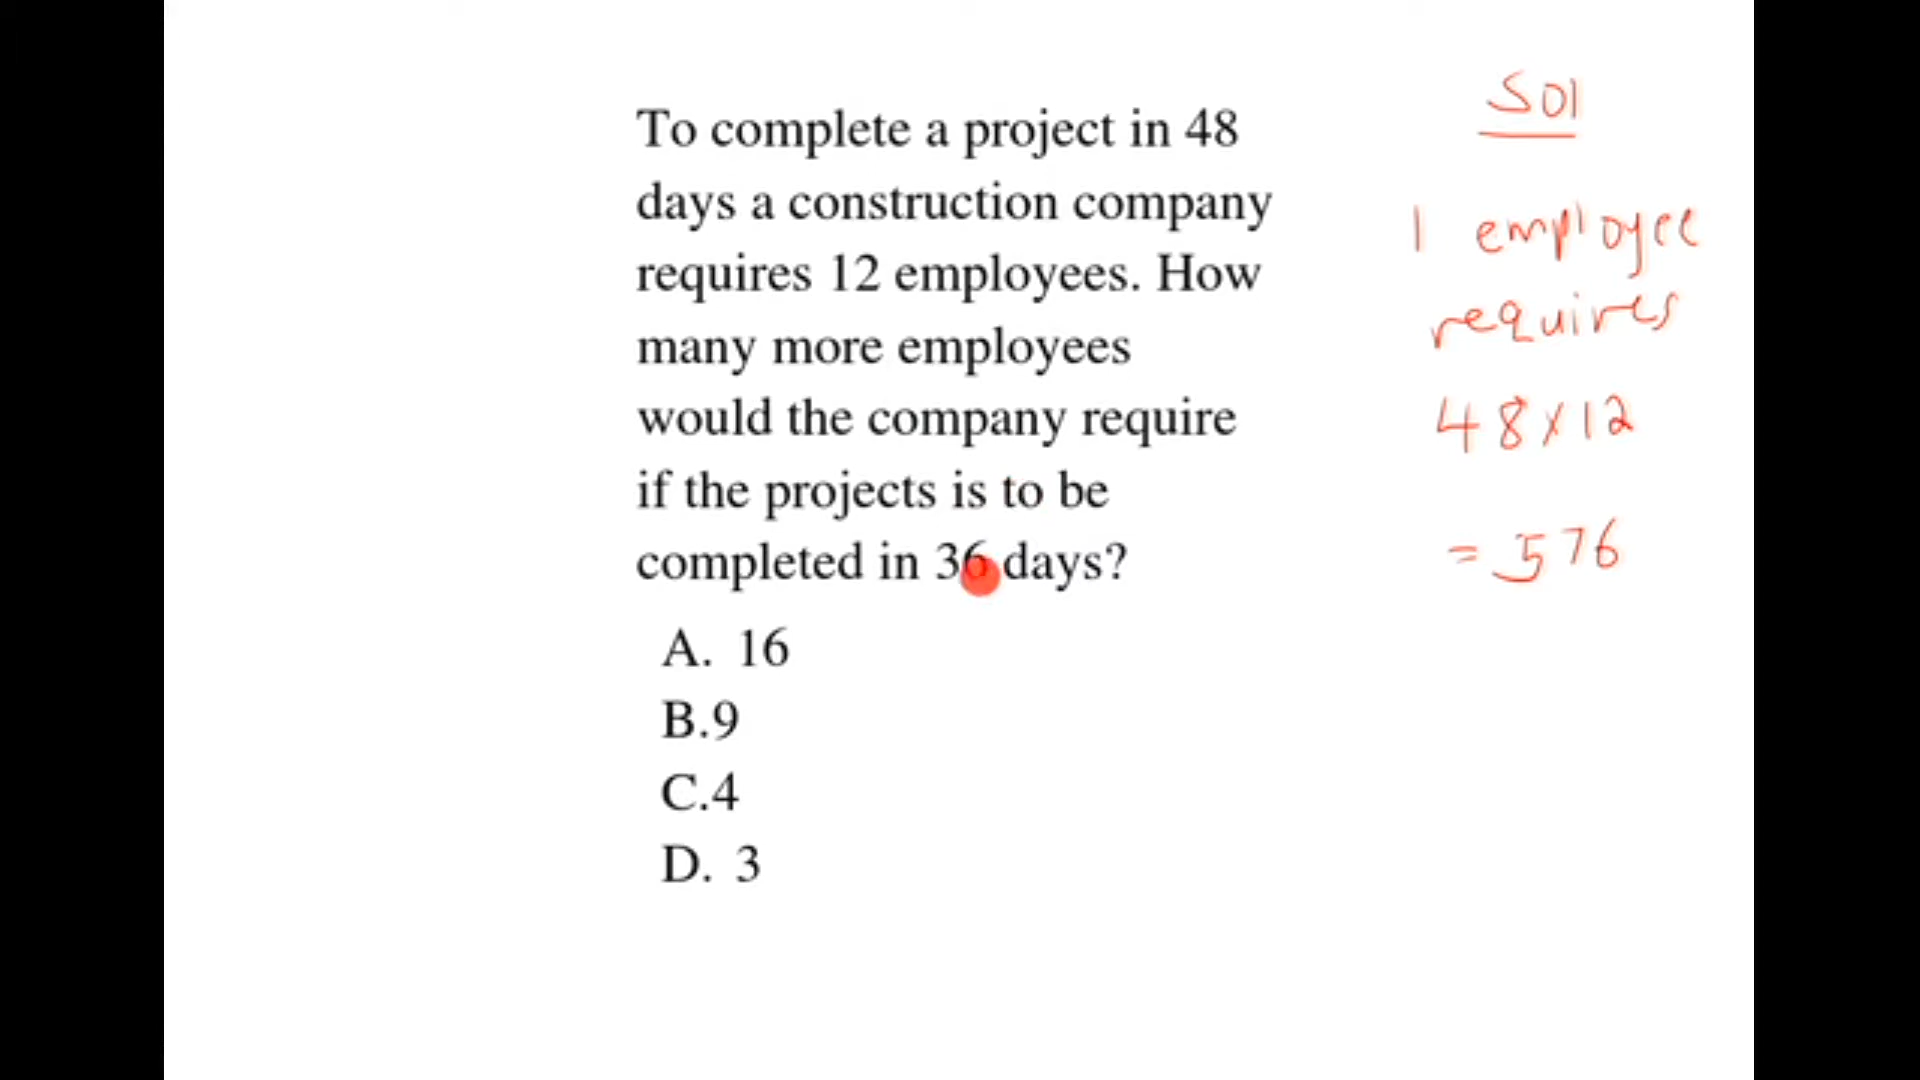 To complete a project in 48
days a construction company
requires 12 employees. How
many more employees
would the company require
if the projects is to be
completed in 36 days?
A. 16
B.9
C.4
D. 3
Sol
1 employee
requires
48x12
= 576